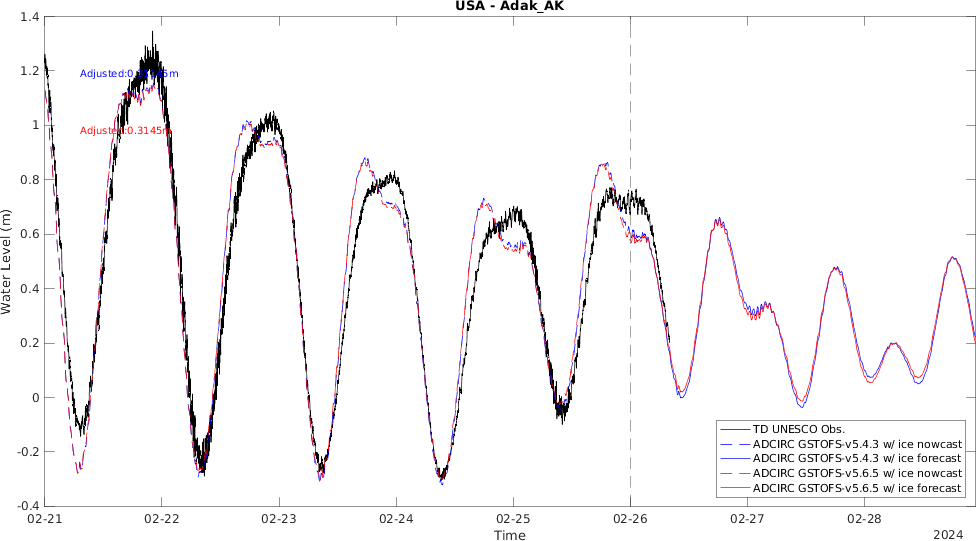 USA - Adak_AK
1.4
1.2
1
0.8
0.6
0.4
0.2
0
-0.2
-0.4
Water Level (m)
Adjusted:0.
Adjusted:0.3145m
TD UNESCO Obs.
ADCIRC GSTOFS-v5.4.3 w/ ice nowcast
ADCIRC GSTOFS-v5.4.3 w/ ice forecast
ADCIRC GSTOFS-v5.6.5 w/ ice nowcast
ADCIRC GSTOFS-v5.6.5 w/ ice forecast
02-21 02-22 02-23 02-24 02-25 02-26 02-27 02-28
Time
2024